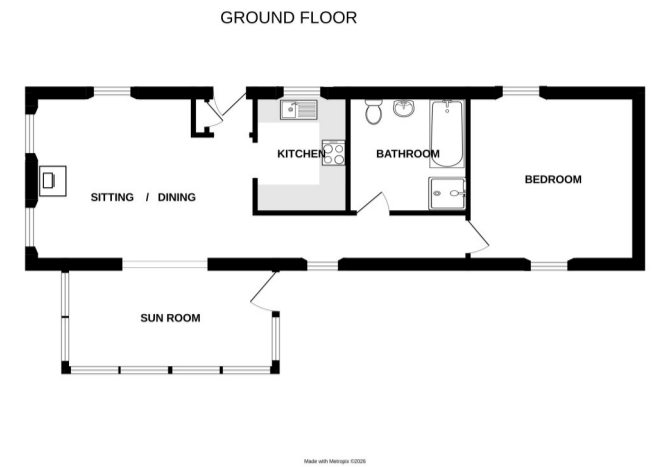 GROUND FLOOR
KITCHEN
BATHROOM
BEDROOM
SITTING / DINING
SUN ROOM
Made with Metropix ©2026